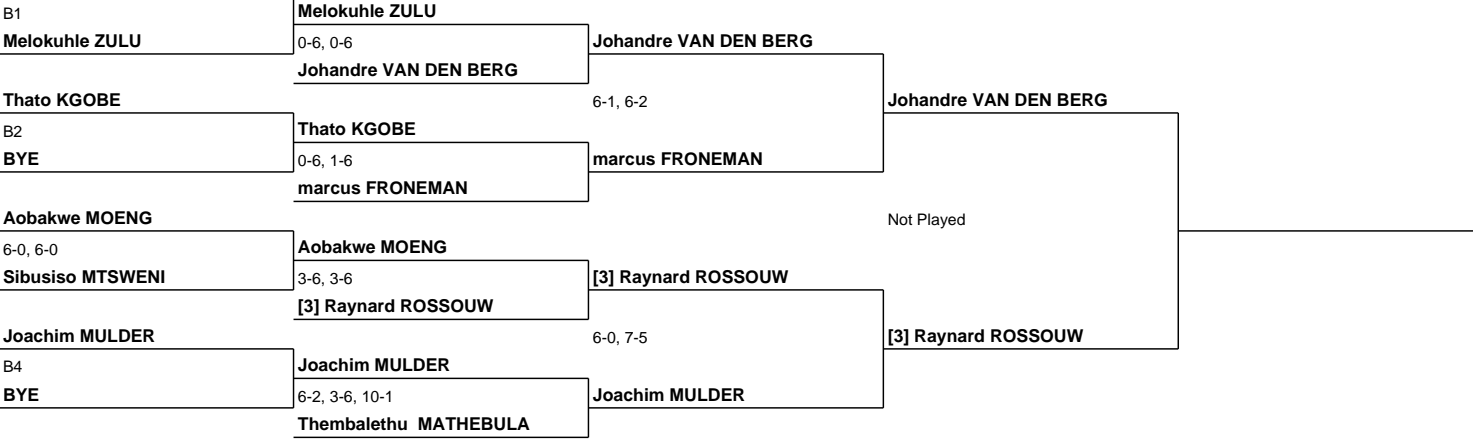 B1
Melokuhle ZULU
Thato KGOBE
B2
BYE
Aobakwe MOENG
6-0, 6-0
Sibusiso MTSWENI
Joachim MULDER
B4
BYE
Melokuhle ZULU
0-6, 0-6
Johandre VAN DEN BERG
Thato KGOBE
0-6, 1-6
marcus FRONEMAN
Aobakwe MOENG
3-6, 3-6
[3] Raynard ROSSOUW
Joachim MULDER
6-2, 3-6, 10-1
Thembalethu MATHEBULA
Johandre VAN DEN BERG
6-1, 6-2
marcus FRONEMAN
[3] Raynard ROSSOUW
6-0, 7-5
Joachim MULDER
Johandre VAN DEN BERG
Not Played
[3] Raynard ROSSOUW